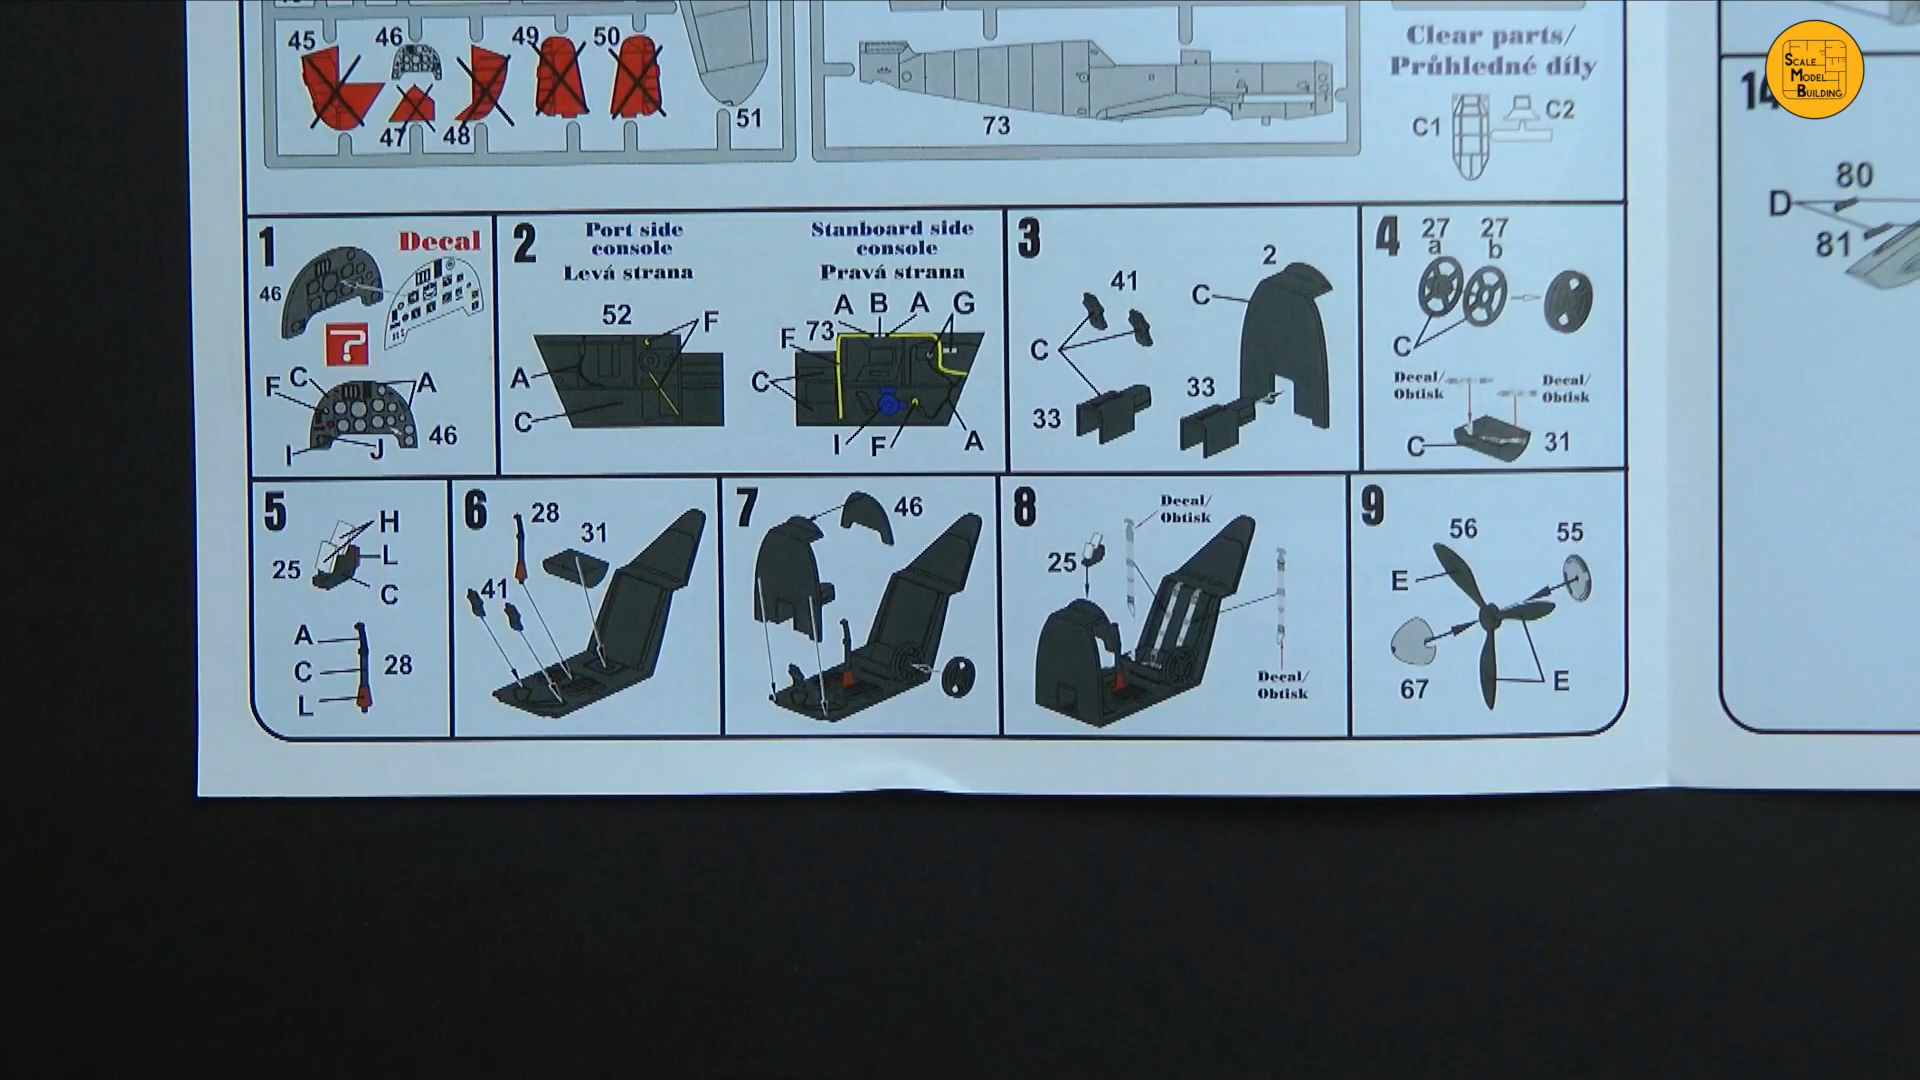 45
46
49
50
47
48
51
73
Clear parts/
Průhledné díly
C1
C2
SCALE
MODEL
BUILDING
14
80
D
81
1
Decal
46
?
F
C
A
I
J
46
2
Port side
console
Levá strana
52
F
A
C
Stanboard side
console
Pravá strana
A B A G
F
73
C
I
F
A
3
41
C
33
2
C
33
4
27
a
27
b
C
Decal/
Obtisk
Decal/
Obtisk
C
31
5
H
L
C
25
A
C
L
28
6
28
31
41
7
46
8
Decal/
Obtisk
25
Decal/
Obtisk
9
56
55
E
67
E